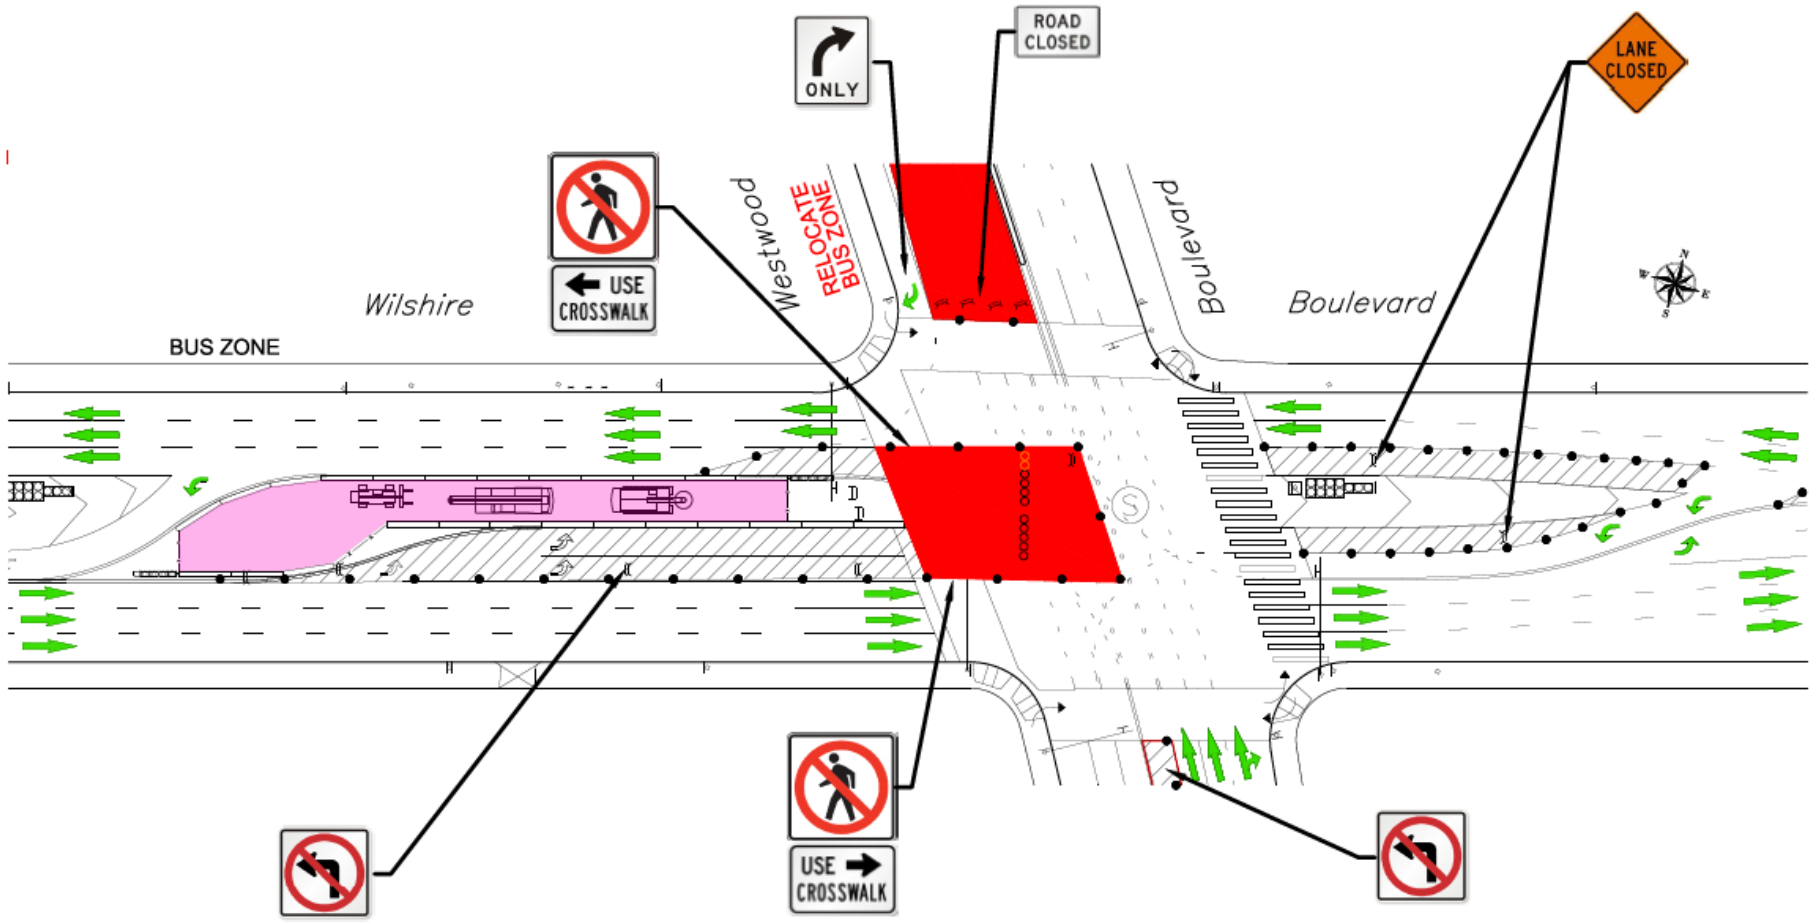 ROAD
CLOSED
ONLY
LANE
CLOSED
Westwood
RELOCATE
BUS ZONE
Boulevard
USE
CROSSWALK
Wilshire
Boulevard
N
W
E
S
BUS ZONE
S
USE
CROSSWALK